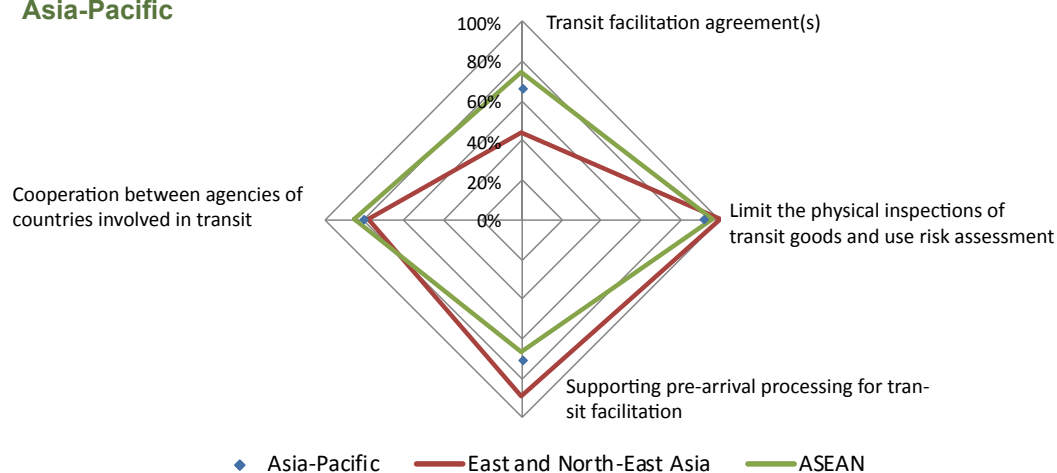 Asia-Pacific
100%
Transit facilitation agreement(s)
80%
60%
40%
20%
0%
Cooperation between agencies of
countries involved in transit
Limit the physical inspections of
transit goods and use risk assessment
Supporting pre-arrival processing for tran-
sit facilitation
Asia-Pacific East and North-East Asia ASEAN